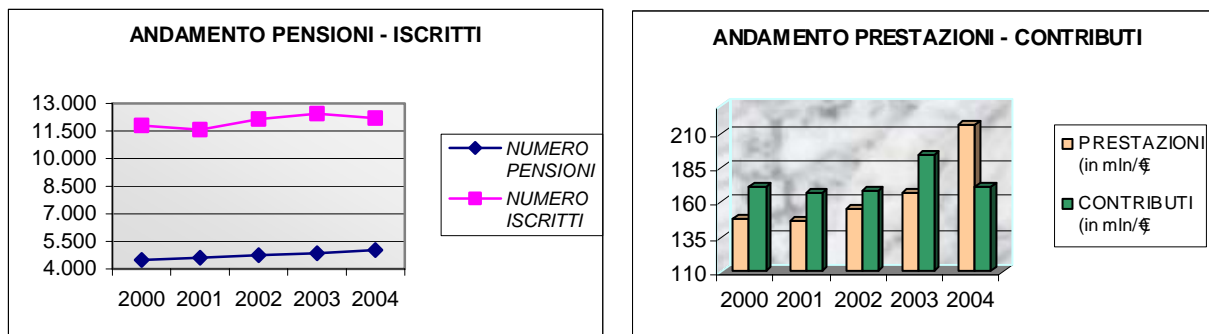 ANDAMENTO PENSIONI - ISCRITTI
13.000
11.500
10.000
8.500
7.000
5.500
4.000
2000 2001 2002 2003 2004
NUMERO
PENSIONI
NUMERO
ISCRITTI
ANDAMENTO PRESTAZIONI - CONTRIBUTI
210
185
160
135
110
2000 2001 2002 2003 2004
PRESTAZIONI
(in mln/€)
CONTRIBUTI
(in mln/€)